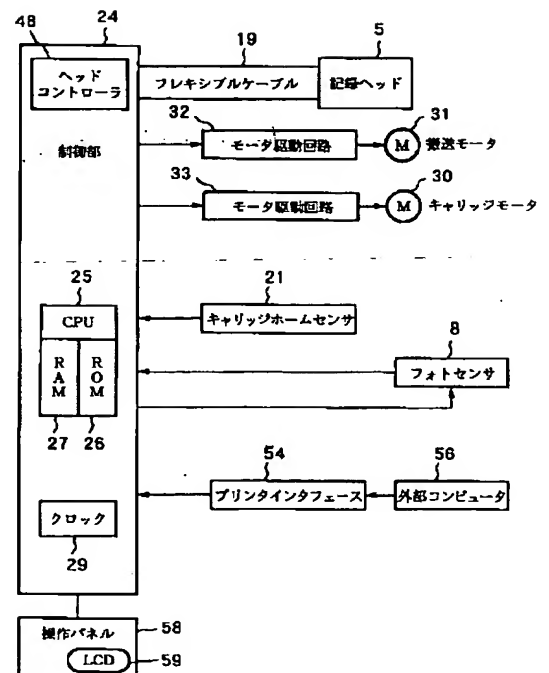 48
24
19
5
ヘッド
コントローラ
フレキシブルケーブル
記録ヘッド
制御部
32
31
モータ駆動回路
M
搬送モータ
33
30
モータ駆動回路
M
キャリッジモータ
25
CPU
RAM
ROM
27
26
21
キャリッジホームセンサ
8
フォトセンサ
54
56
プリンタインタフェース
外部コンピュータ
クロック
29
操作パネル
58
LCD
59